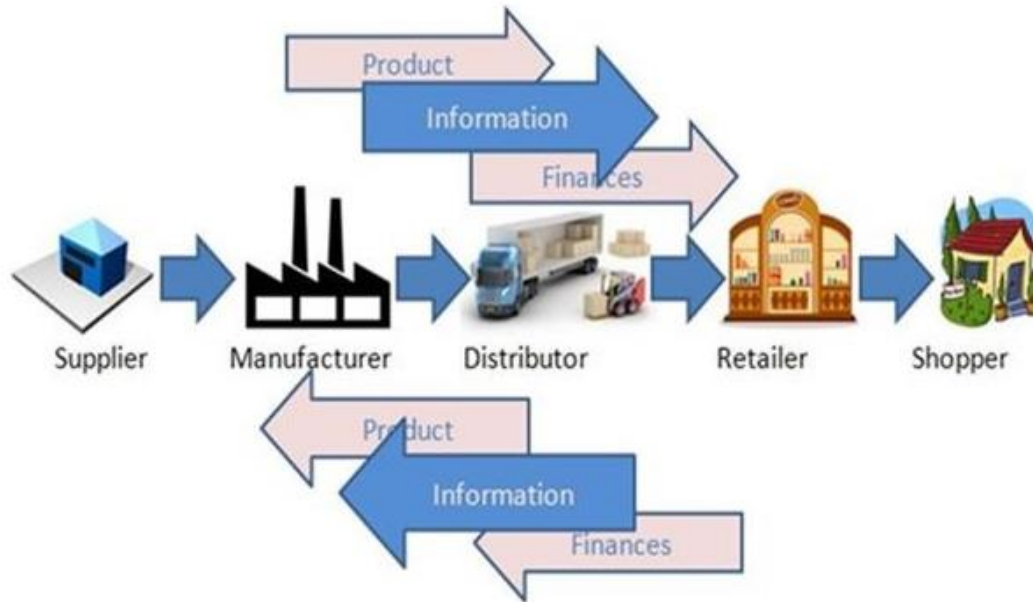 Product
Information
Finances
Supplier
Manufacturer
Distributor
Retailer
Shopper
Product
Information
Finances